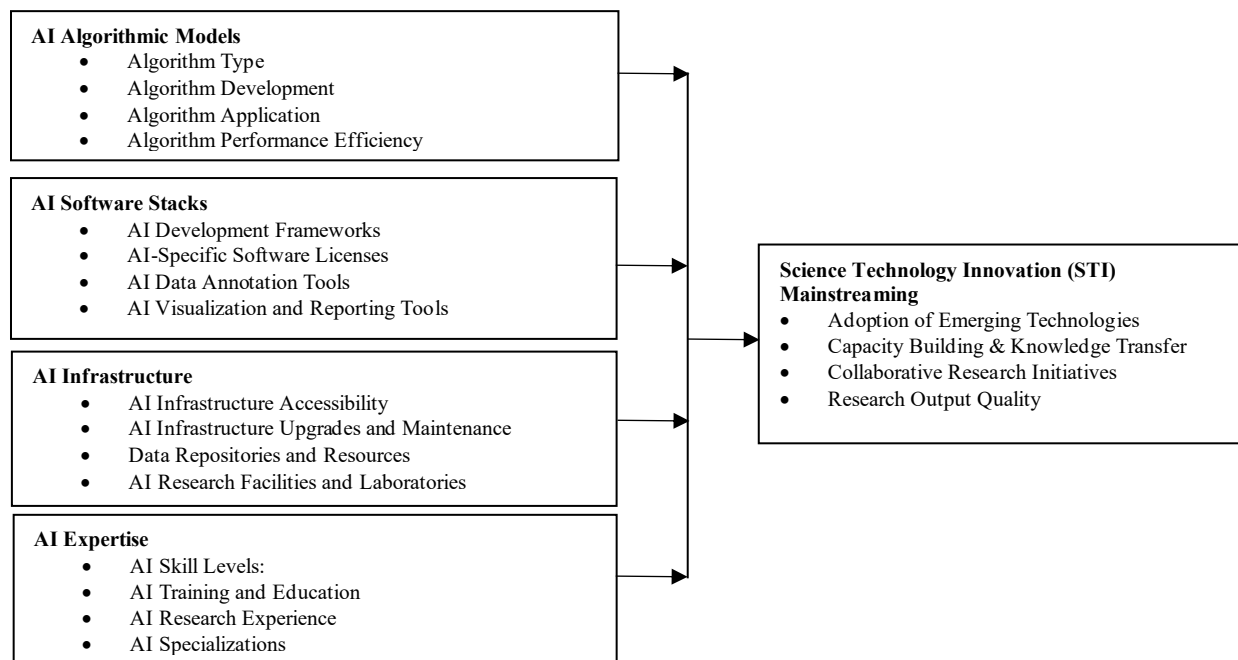 AI Algorithmic Models
• Algorithm Type
• Algorithm Development
• Algorithm Application
• Algorithm Performance Efficiency
AI Software Stacks
• AI Development Frameworks
• AI-Specific Software Licenses
• AI Data Annotation Tools
• AI Visualization and Reporting Tools
AI Infrastructure
• AI Infrastructure Accessibility
• AI Infrastructure Upgrades and Maintenance
• Data Repositories and Resources
• AI Research Facilities and Laboratories
AI Expertise
• AI Skill Levels:
• AI Training and Education
• AI Research Experience
• AI Specializations
Science Technology Innovation (STI)
Mainstreaming
• Adoption of Emerging Technologies
• Capacity Building & Knowledge Transfer
• Collaborative Research Initiatives
• Research Output Quality